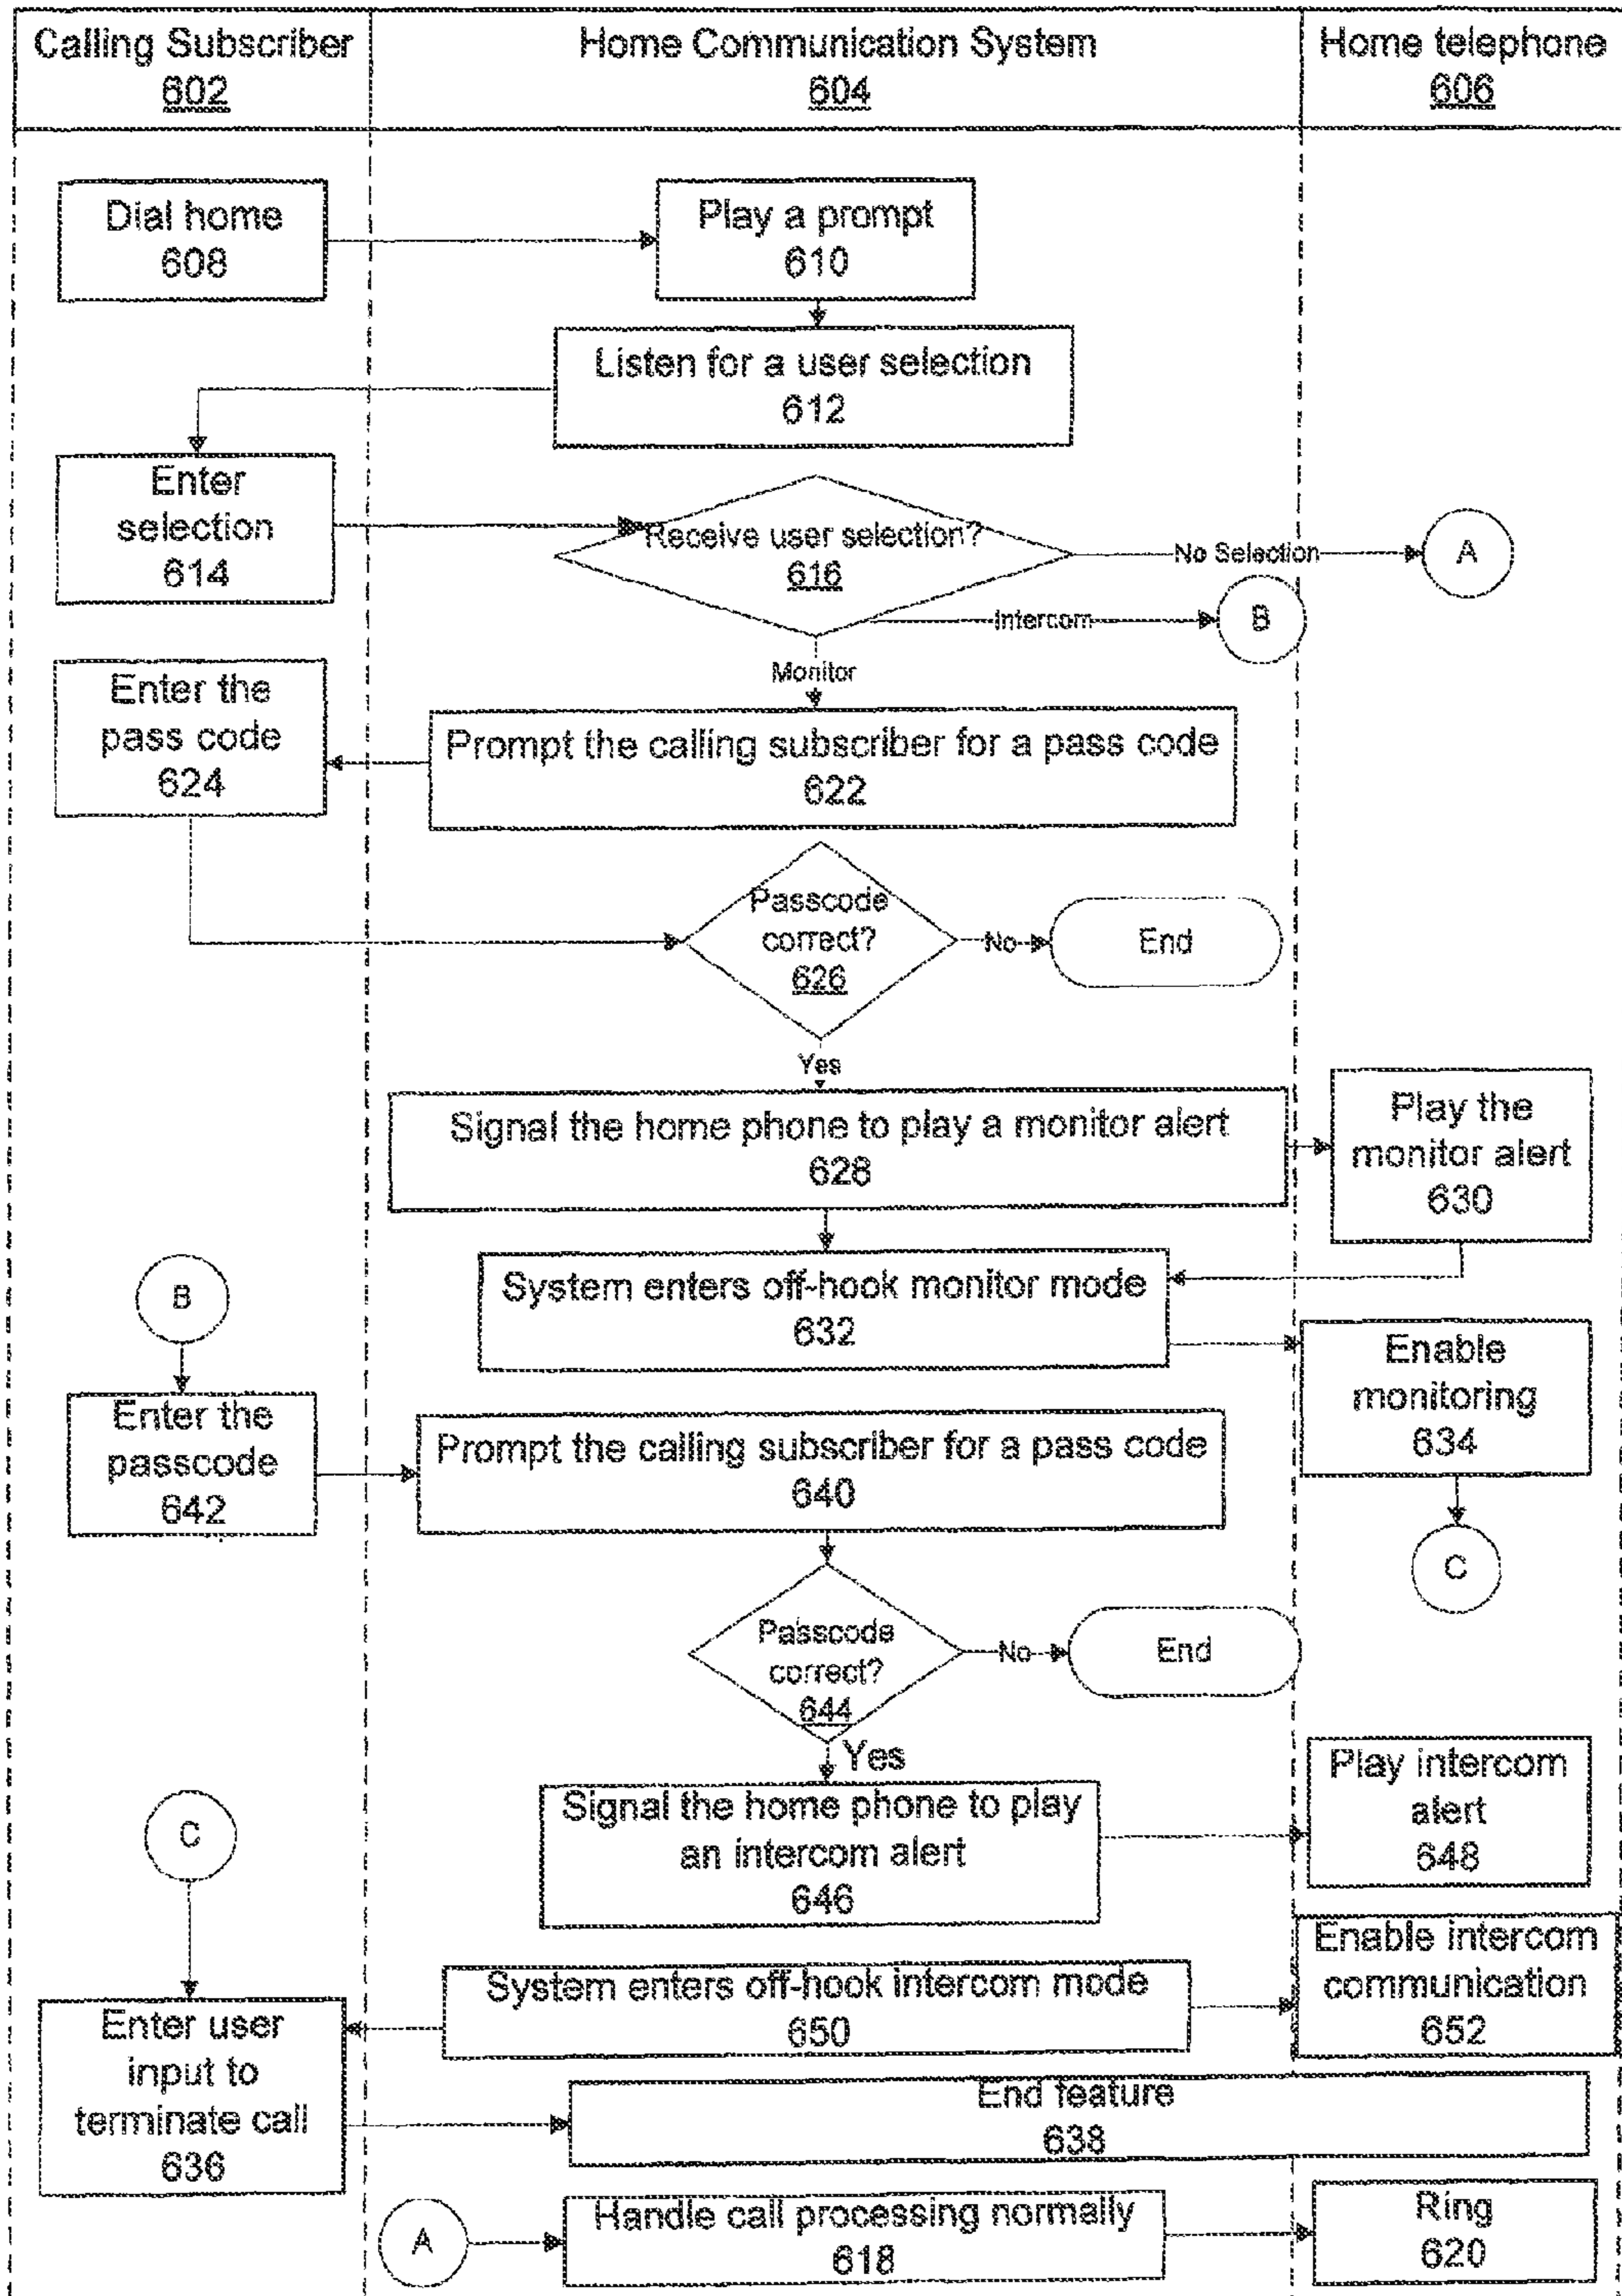 Calling Subscriber
602
Home Communication System
604
Home telephone
606
Dial home
608
Play a prompt
610
Listen for a user selection
612
Enter
selection
614
Receive user selection?
616
No Selection
A
Intercom
B
Monitor
Enter the
pass code
624
Prompt the calling subscriber for a pass code
622
Passcode
correct?
626
No
End
Yes
Signal the home phone to play a monitor alert
628
Play the
monitor alert
630
B
System enters off-hook monitor mode
632
Enable
monitoring
634
Enter the
passcode
642
Prompt the calling subscriber for a pass code
640
C
Passcode
correct?
644
No
End
Yes
Signal the home phone to play
an intercom alert
646
Play intercom
alert
648
C
System enters off-hook intercom mode
650
Enable intercom
communication
652
Enter user
input to
terminate call
636
End feature
638
A
Handle call processing normally
618
Ring
620